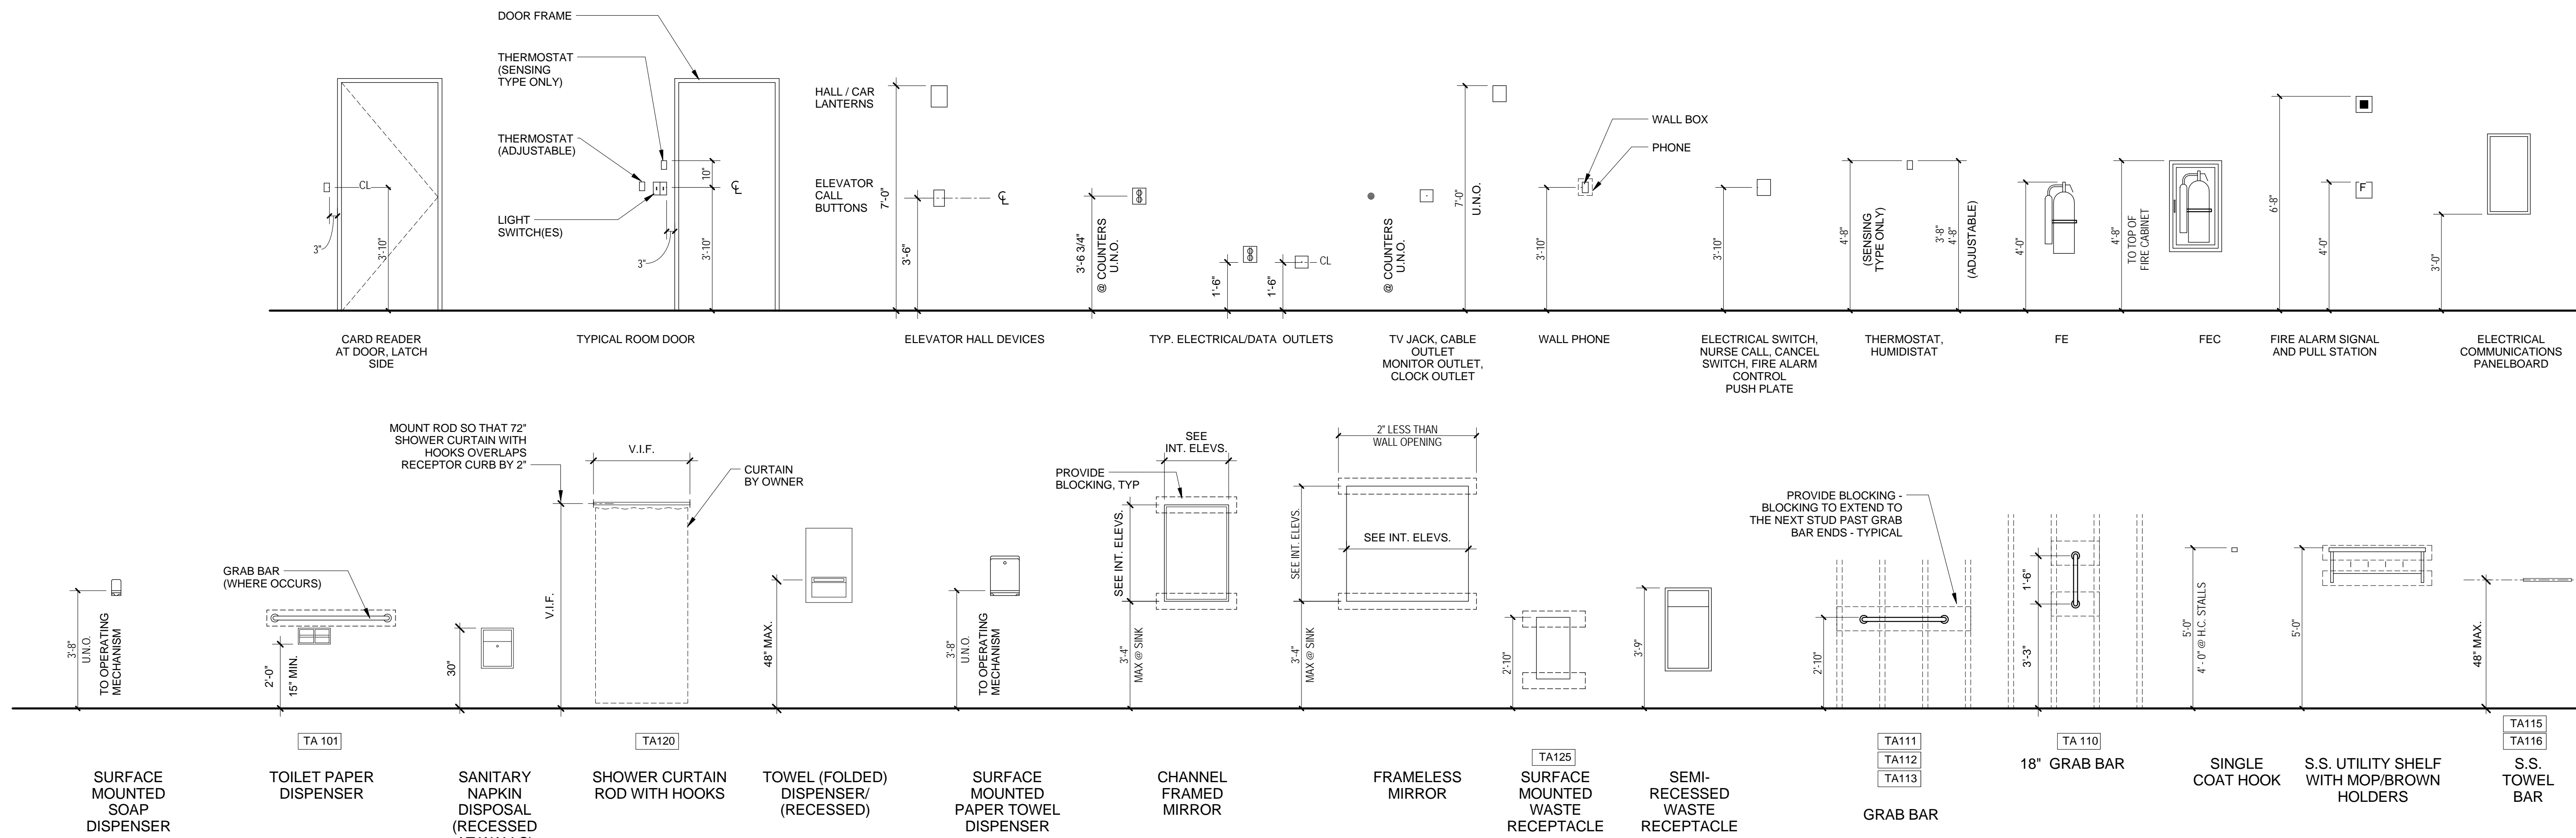 DOOR FRAME
THERMOSTAT
(SENSING
TYPE ONLY)
THERMOSTAT
(ADJUSTABLE)
LIGHT
SWITCH(ES)
CL
3"
3'-10"
10"
3'-10"
3"
CL
HALL / CAR
LANTERNS
ELEVATOR
CALL
BUTTONS
7'-0"
3'-6"
CL
3'-6 3/4"
@ COUNTERS
U.N.O.
1'-6"
1'-6"
CL
@ COUNTERS
U.N.O.
7'-0"
U.N.O.
WALL BOX
PHONE
3'-10"
3'-10"
4'-8"
(SENSING
TYPE ONLY)
3'-8"
4'-8"
(ADJUSTABLE)
4'-0"
4'-8"
TO TOP OF
FIRE CABINET
6'-8"
4'-0"
F
3'-0"
CARD READER
AT DOOR, LATCH
SIDE
TYPICAL ROOM DOOR
ELEVATOR HALL DEVICES
TYP. ELECTRICAL/DATA OUTLETS
TV JACK, CABLE
OUTLET
MONITOR OUTLET,
CLOCK OUTLET
WALL PHONE
ELECTRICAL SWITCH,
NURSE CALL, CANCEL
SWITCH, FIRE ALARM
CONTROL
PUSH PLATE
THERMOSTAT,
HUMIDISTAT
FE
FEC
FIRE ALARM SIGNAL
AND PULL STATION
ELECTRICAL
COMMUNICATIONS
PANELBOARD
3'-8"
U.N.O.
TO OPERATING
MECHANISM
GRAB BAR
(WHERE OCCURS)
2'-0"
15" MIN.
30"
MOUNT ROD SO THAT 72"
SHOWER CURTAIN WITH
HOOKS OVERLAPS
RECEPTOR CURB BY 2"
V.I.F.
V.I.F.
CURTAIN
BY OWNER
48" MAX.
3'-8"
U.N.O.
TO OPERATING
MECHANISM
PROVIDE
BLOCKING, TYP
SEE
INT. ELEVS.
SEE INT. ELEVS.
3'-4"
MAX @ SINK
2" LESS THAN
WALL OPENING
SEE INT. ELEVS.
SEE INT. ELEVS.
3'-4"
MAX @ SINK
2'-10"
3'-9"
PROVIDE BLOCKING -
BLOCKING TO EXTEND TO
THE NEXT STUD PAST GRAB
BAR ENDS - TYPICAL
2'-10"
1'-6"
3'-3"
5'-0"
4'- 0" @ H.C. STALLS
5'-0"
48" MAX.
TA 101
TA120
TA125
TA111
TA112
TA113
TA 110
TA115
TA116
SURFACE
MOUNTED
SOAP
DISPENSER
TOILET PAPER
DISPENSER
SANITARY
NAPKIN
DISPOSAL
(RECESSED
SHOWER CURTAIN
ROD WITH HOOKS
TOWEL (FOLDED)
DISPENSER/
(RECESSED)
SURFACE
MOUNTED
PAPER TOWEL
DISPENSER
CHANNEL
FRAMED
MIRROR
FRAMELESS
MIRROR
SURFACE
MOUNTED
WASTE
RECEPTACLE
SEMI-
RECESSED
WASTE
RECEPTACLE
GRAB BAR
18" GRAB BAR
SINGLE
COAT HOOK
S.S. UTILITY SHELF
WITH MOP/BROWN
HOLDERS
S.S.
TOWEL
BAR